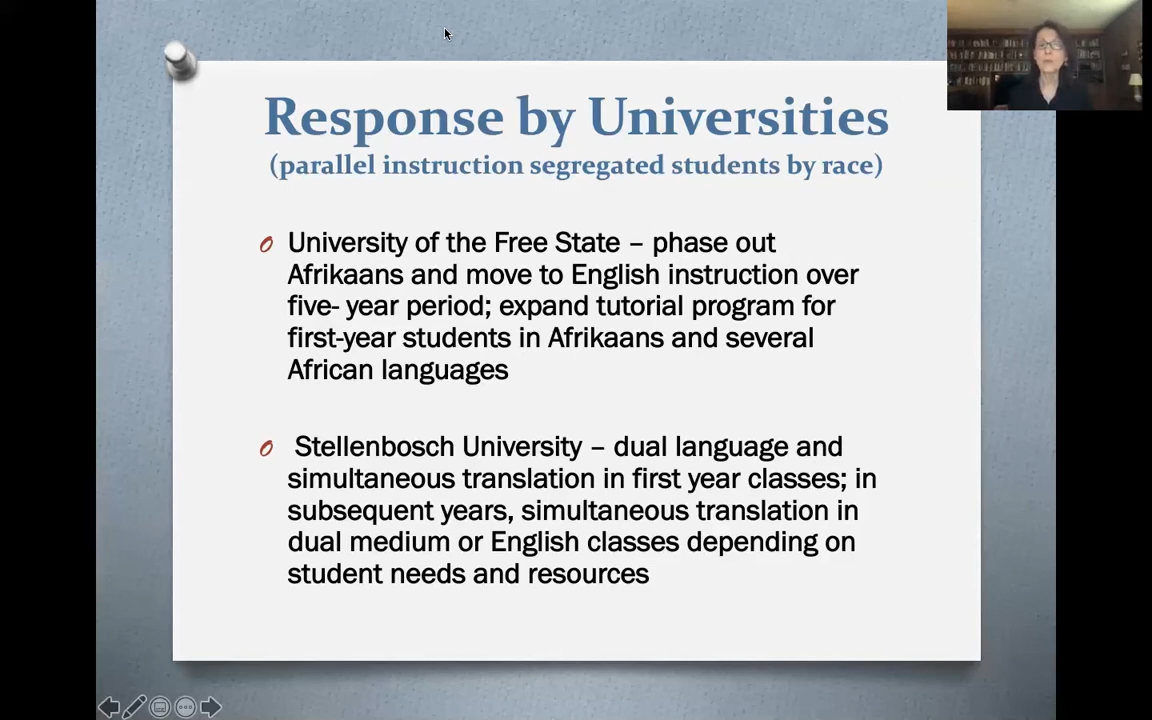 Response by Universities
(parallel instruction segregated students by race)
University of the Free State – phase out
Afrikaans and move to English instruction over
five- year period; expand tutorial program for
first-year students in Afrikaans and several
African languages
Stellenbosch University – dual language and
simultaneous translation in first year classes; in
subsequent years, simultaneous translation in
dual medium or English classes depending on
student needs and resources